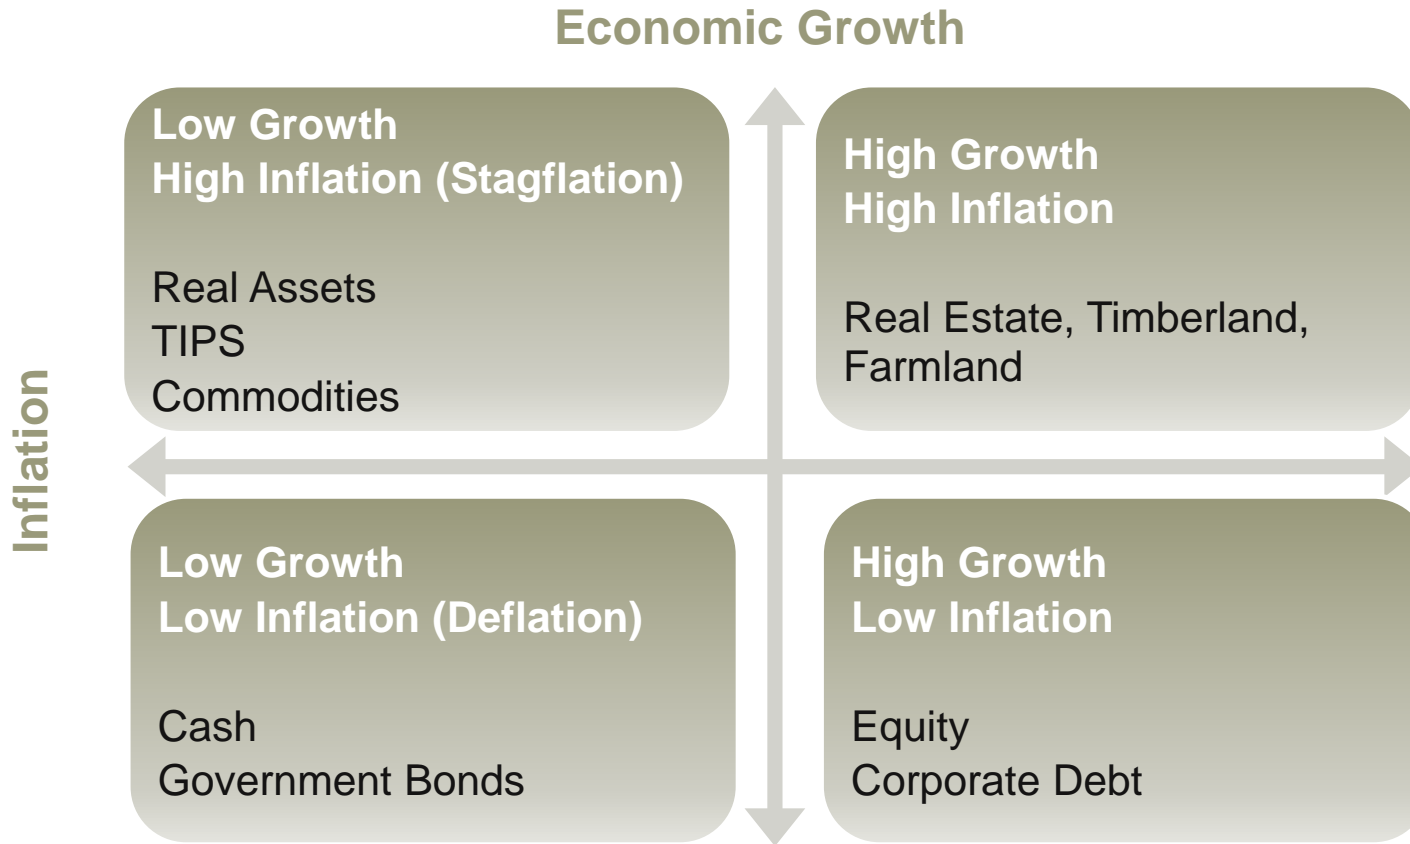 Economic Growth
Low Growth
High Inflation (Stagflation)
Real Assets
TIPS
Commodities
High Growth
High Inflation
Real Estate, Timberland,
Farmland
Inflation
Low Growth
Low Inflation (Deflation)
Cash
Government Bonds
High Growth
Low Inflation
Equity
Corporate Debt